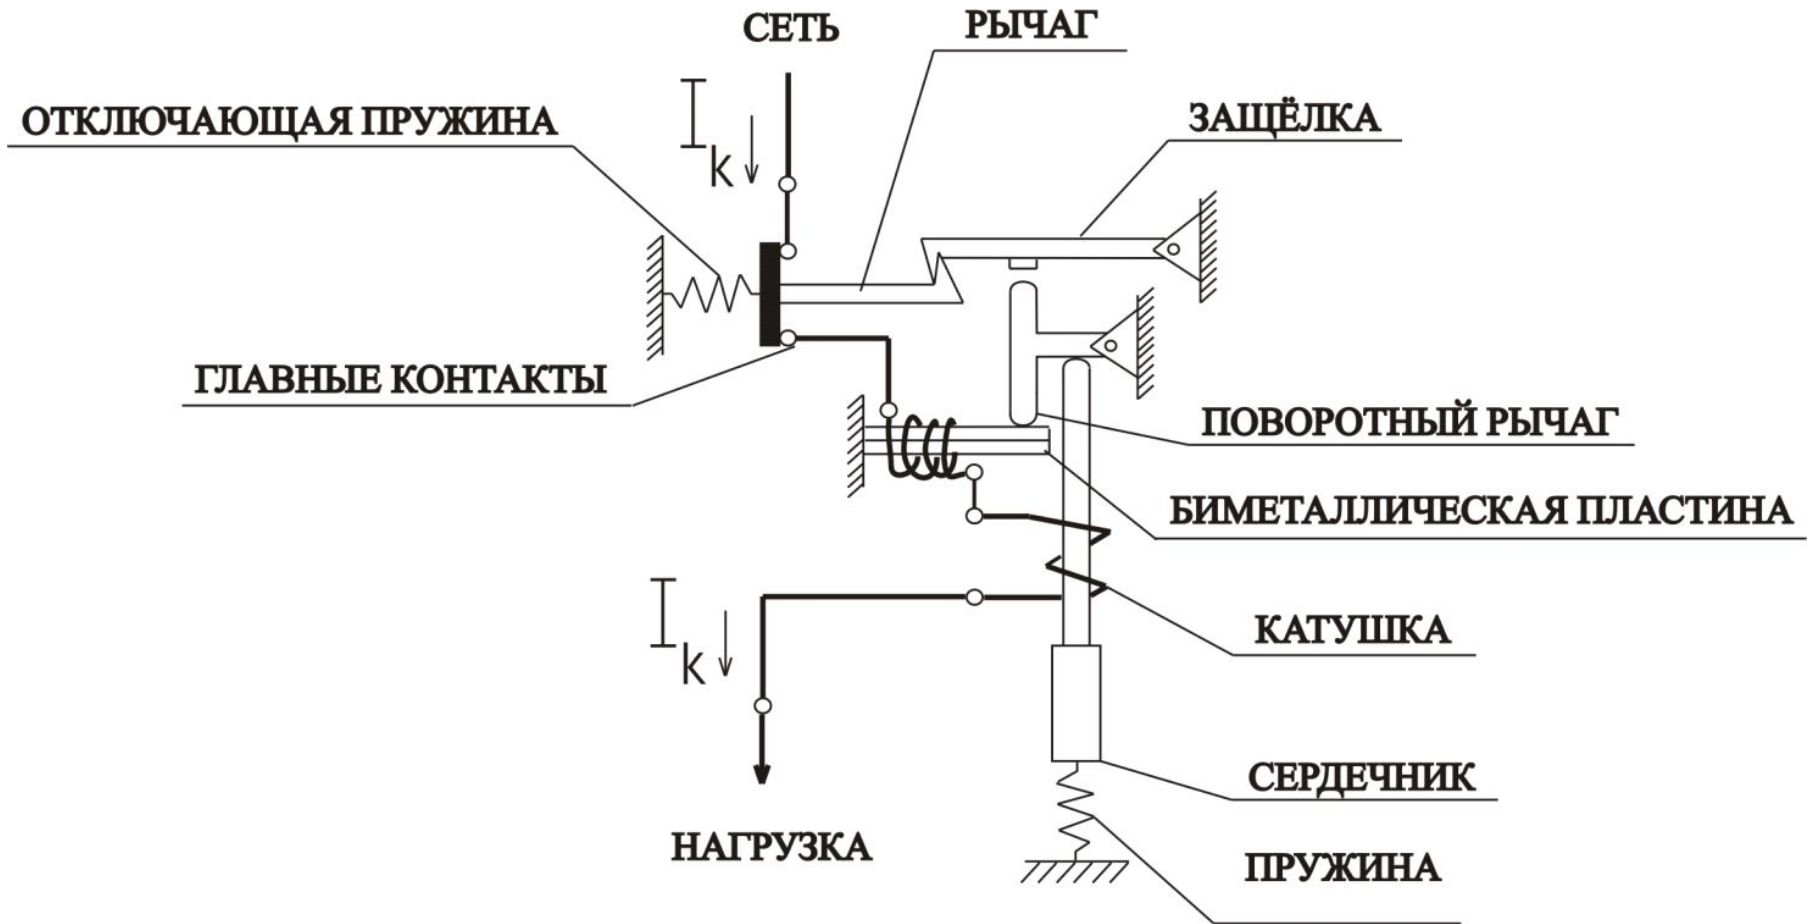 СЕТЬ
РЫЧАГ
ОТКЛЮЧАЮЩАЯ ПРУЖИНА
ЗАЩЁЛКА
I k
ГЛАВНЫЕ КОНТАКТЫ
ПОВОРОТНЫЙ РЫЧАГ
БИМЕТАЛЛИЧЕСКАЯ ПЛАСТИНА
I k
КАТУШКА
СЕРДЕЧНИК
НАГРУЗКА
ПРУЖИНА